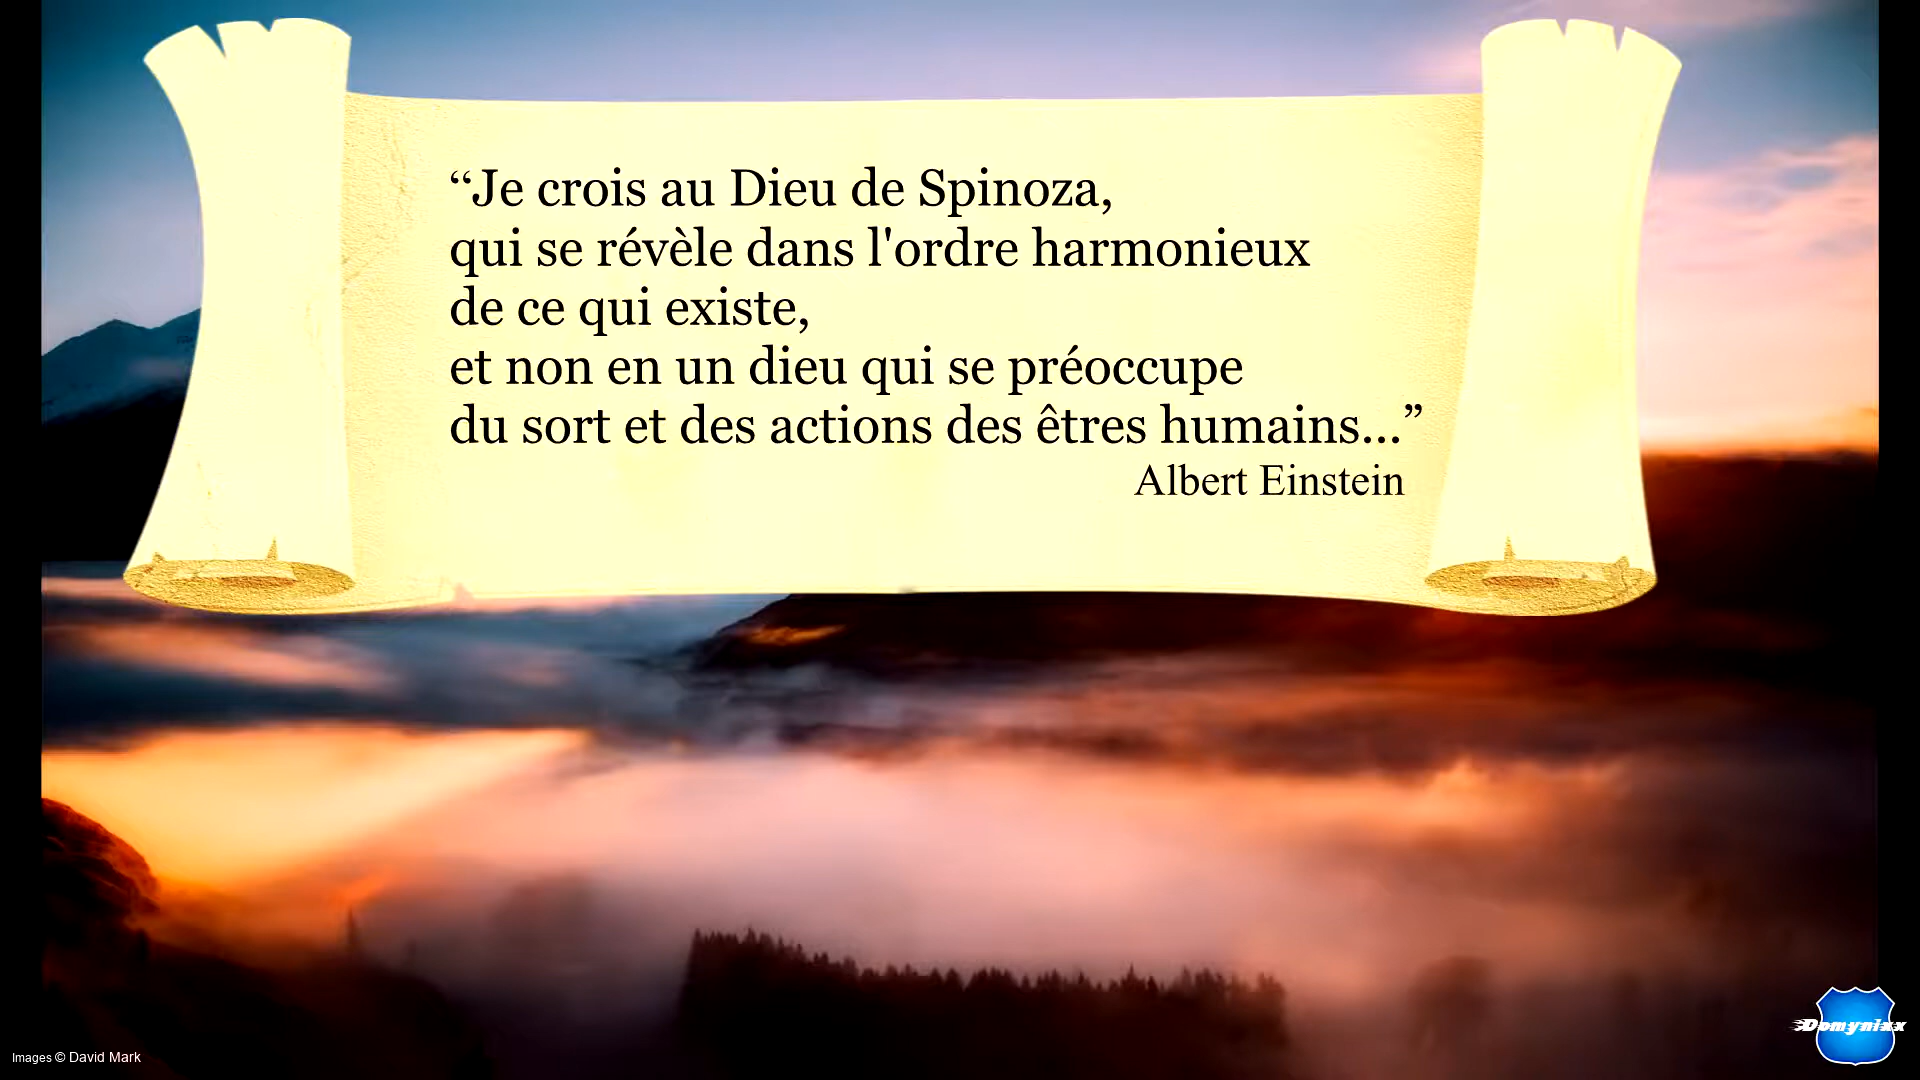 “Je crois au Dieu de Spinoza,
qui se révèle dans l'ordre harmonieux
de ce qui existe,
et non en un dieu qui se préoccupe
du sort et des actions des êtres humains...”
Albert Einstein
Domynixx
Images © David Mark